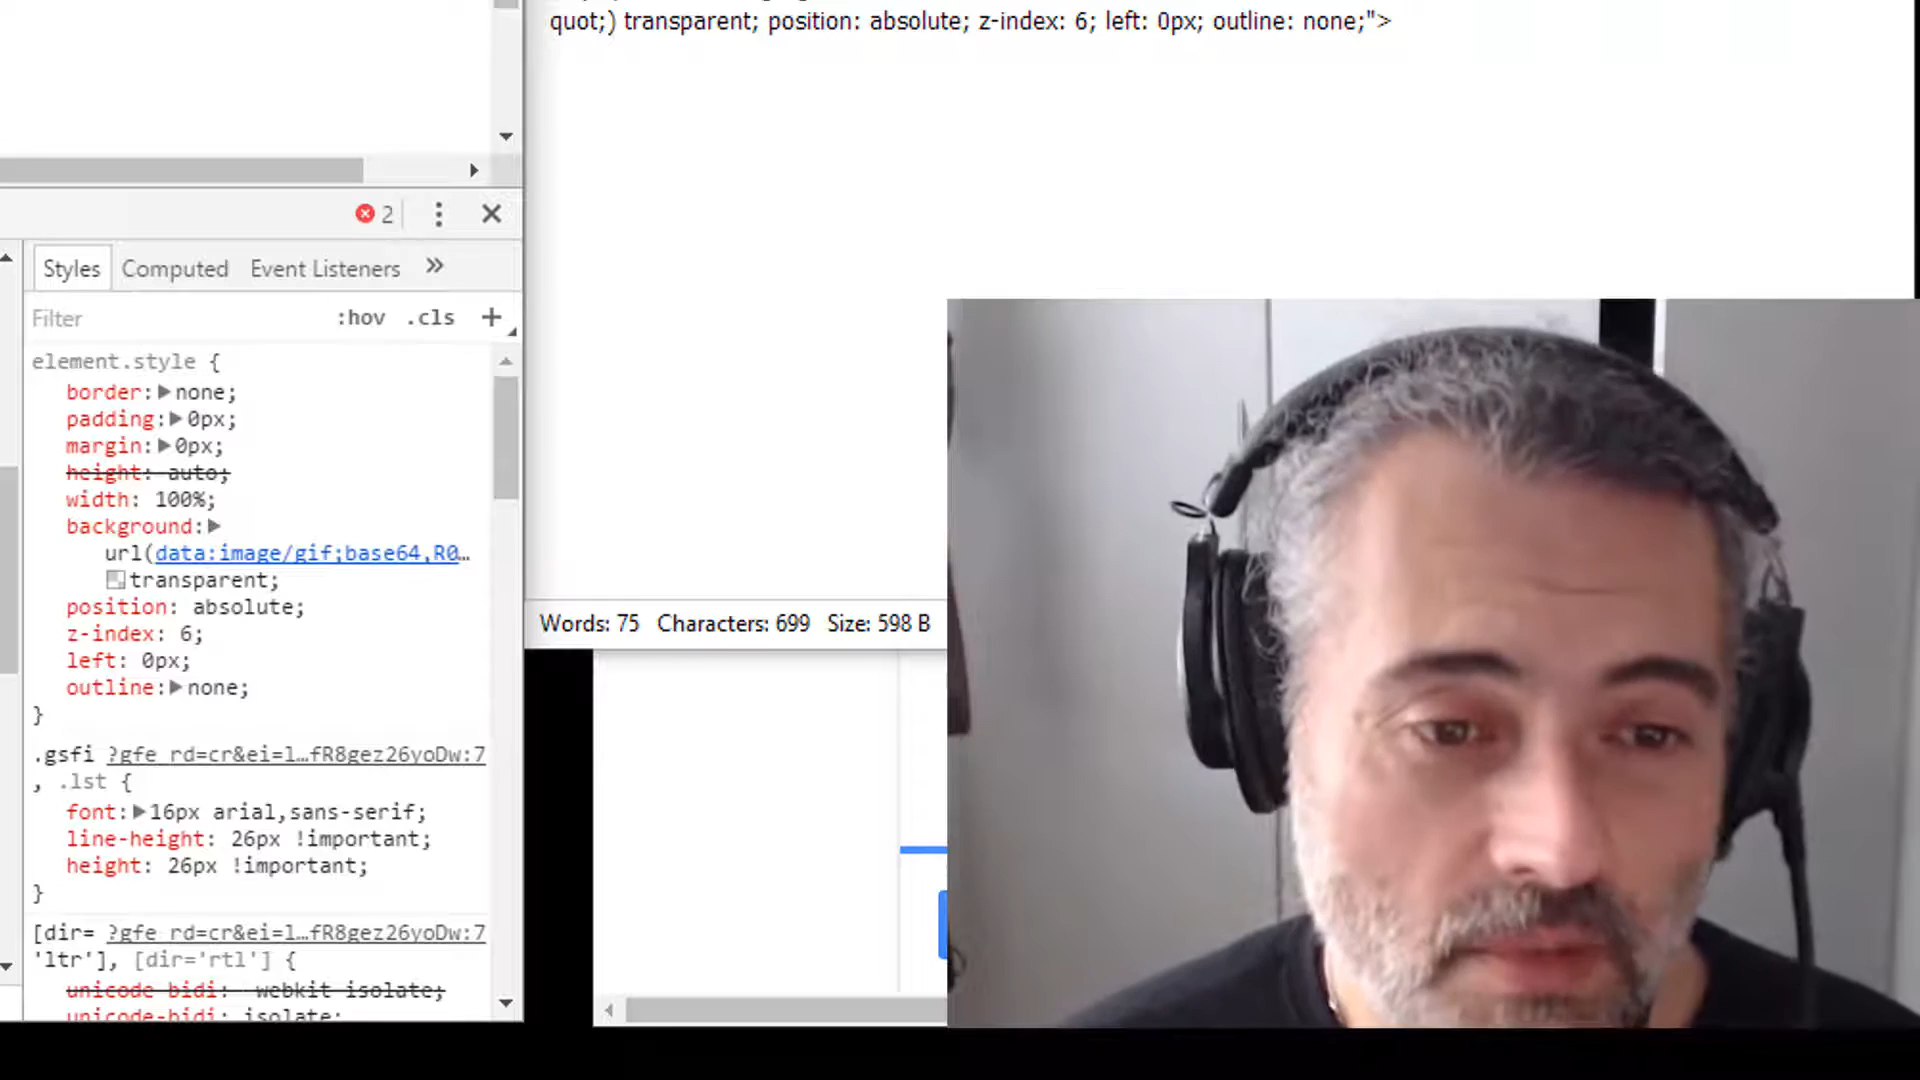 quot;) transparent; position: absolute; z-index: 6; left: 0px; outline: none;">
2
Styles Computed Event Listeners »
Filter :hov .cls +
element.style {
border: none;
padding: 0px;
margin: 0px;
height: auto;
width: 100%;
background:
url(data:image/gif;base64,R0…
transparent;
position: absolute;
z-index: 6;
left: 0px;
outline: none;
}
.gsfi ?gfe_rd=cr&ei=l…fR8gez26yoDw:7
, .lst {
font: 16px arial,sans-serif;
line-height: 26px !important;
height: 26px !important;
}
[dir= ?gfe_rd=cr&ei=l…fR8gez26yoDw:7
'ltr'], [dir='rtl'] {
unicode-bidi: -webkit-isolate;
unicode-bidi: isolate;
Words: 75 Characters: 699 Size: 598 B